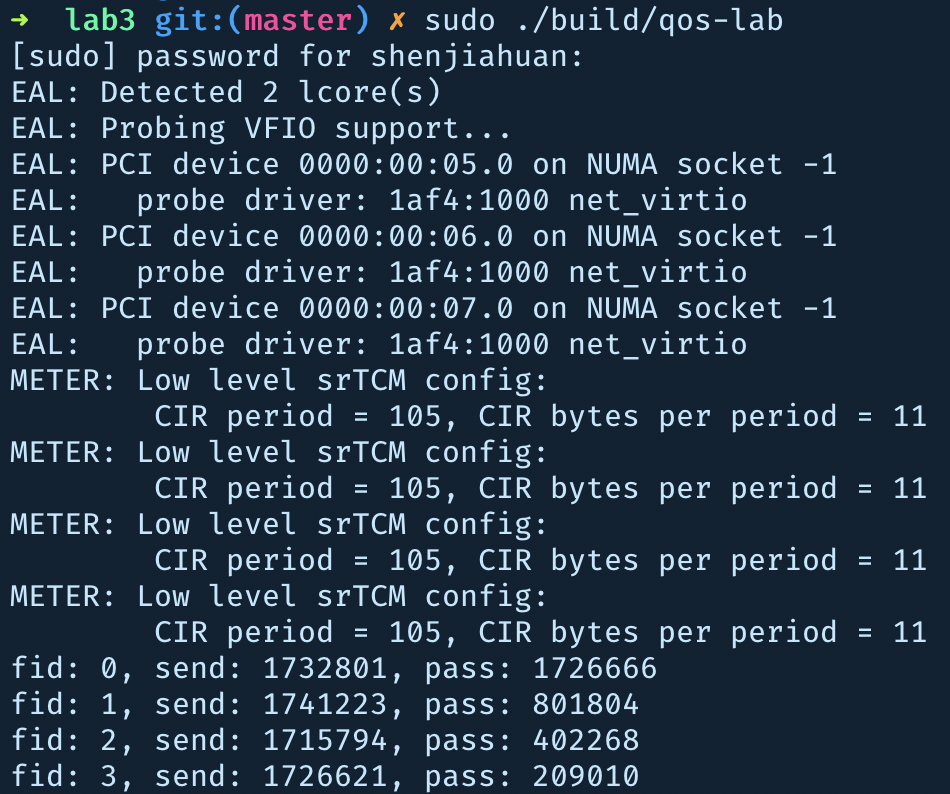 ➜  lab3 git:(master) ✗ sudo ./build/qos-lab
[sudo] password for shenjiahuan:
EAL: Detected 2 lcore(s)
EAL: Probing VFIO support...
EAL: PCI device 0000:00:05.0 on NUMA socket -1
EAL:   probe driver: 1af4:1000 net_virtio
EAL: PCI device 0000:00:06.0 on NUMA socket -1
EAL:   probe driver: 1af4:1000 net_virtio
EAL: PCI device 0000:00:07.0 on NUMA socket -1
EAL:   probe driver: 1af4:1000 net_virtio
METER: Low level srTCM config:
        CIR period = 105, CIR bytes per period = 11
METER: Low level srTCM config:
        CIR period = 105, CIR bytes per period = 11
METER: Low level srTCM config:
        CIR period = 105, CIR bytes per period = 11
METER: Low level srTCM config:
        CIR period = 105, CIR bytes per period = 11
fid: 0, send: 1732801, pass: 1726666
fid: 1, send: 1741223, pass: 801804
fid: 2, send: 1715794, pass: 402268
fid: 3, send: 1726621, pass: 209010